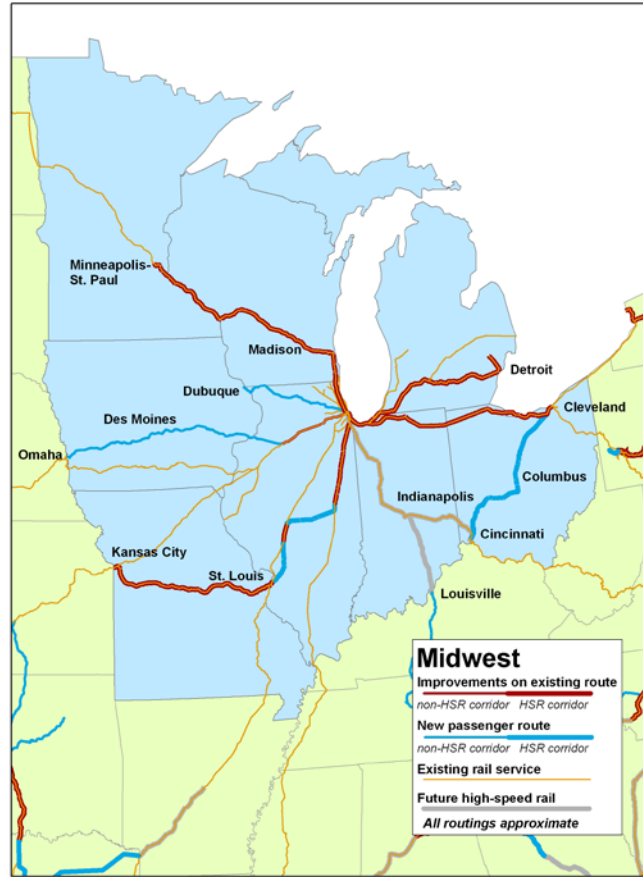 Minneapolis-
St. Paul
Madison
Dubuque
Detroit
Des Moines
Cleveland
Omaha
Columbus
Indianapolis
Cincinnati
Kansas City
St. Louis
Louisville
Midwest
Improvements on existing route
non-HSR corridor HSR corridor
New passenger route
non-HSR corridor HSR corridor
Existing rail service
Future high-speed rail
All routings approximate